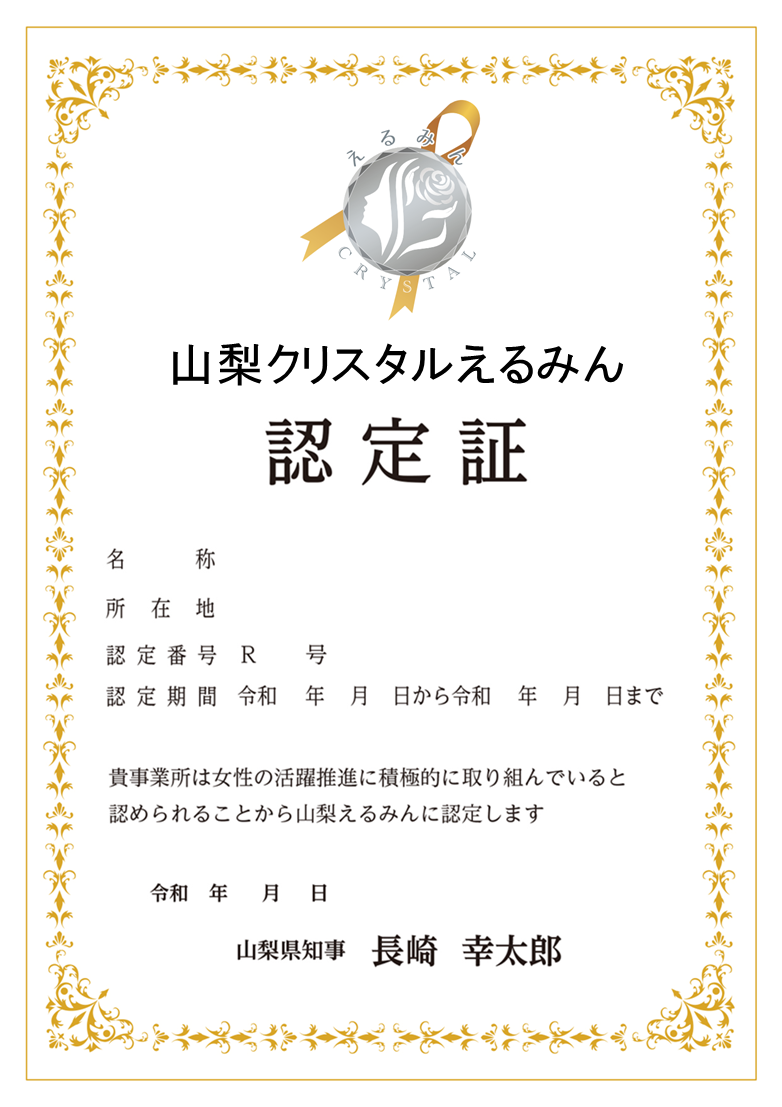 えるみん
CRYSTAL
山梨クリスタルえるみん
認定証
名　　　称
所　在　地
認定番号　R　　号
認定期間　令和　年　月　日から令和　年　月　日まで
貴事業所は女性の活躍推進に積極的に取り組んでいると
認められることから山梨えるみんに認定します
令和　年　月　日
山梨県知事　長崎　幸太郎